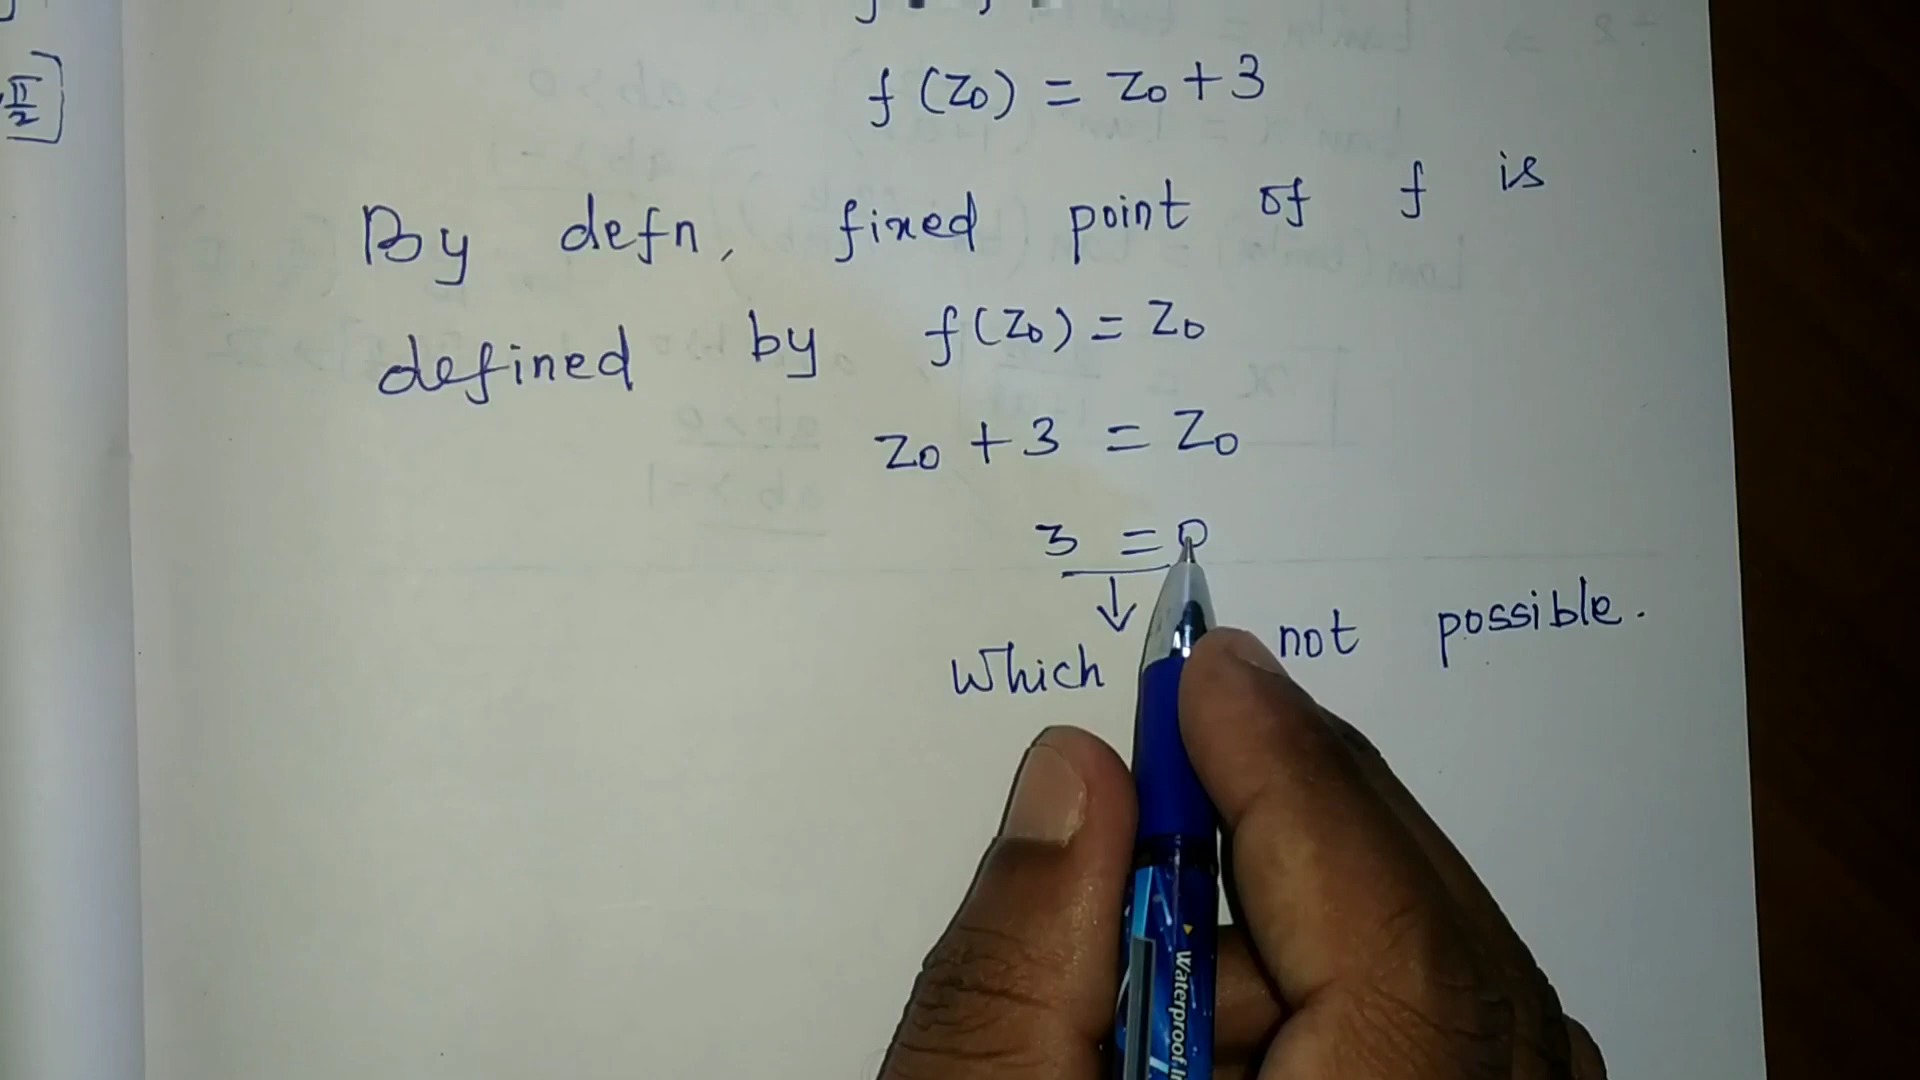 π/2]
f(z₀) = z₀ + 3
By defn, fixed point of f is
defined by f(z₀) = z₀
z₀ + 3 = z₀
3 = 0
↓
Which not possible.
Waterproof